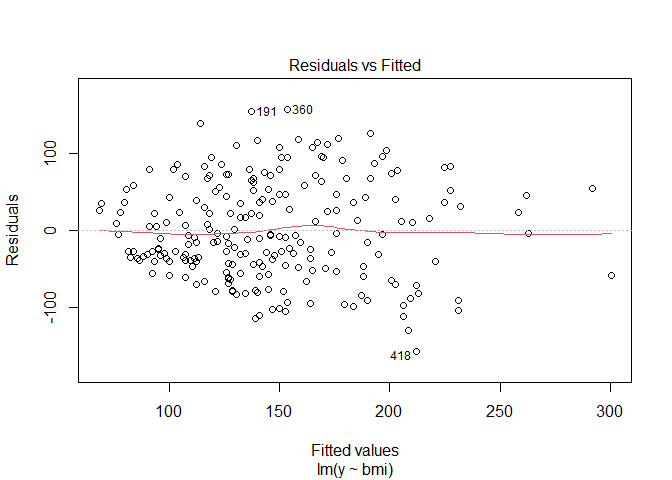 Residuals vs Fitted
Residuals
100
0
-100
191
360
418
100 150 200 250 300
Fitted values
lm(y ~ bmi)